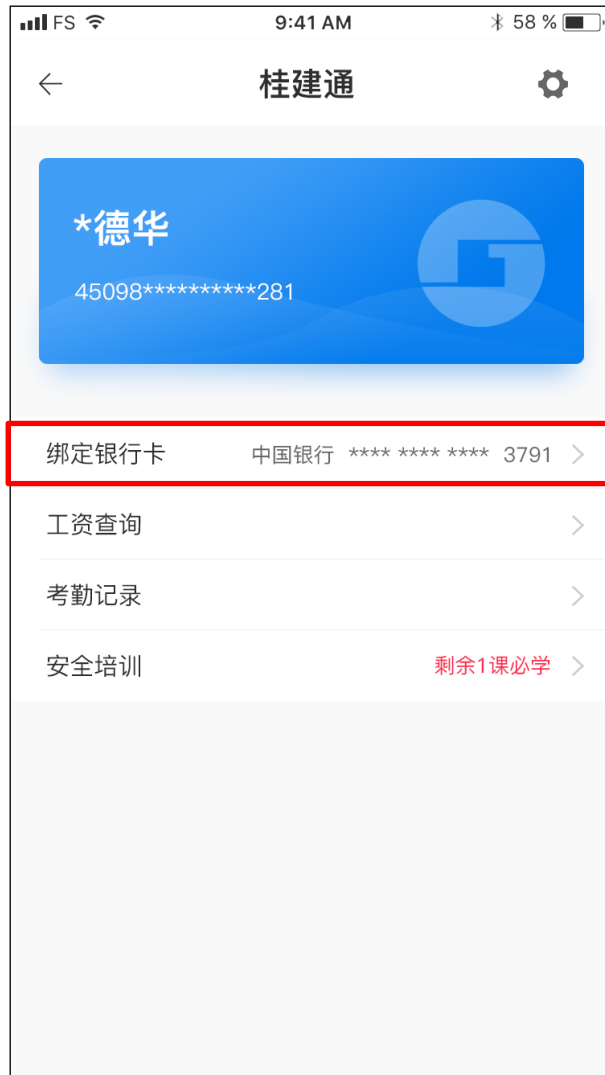 FS 9:41 AM 58 %
桂建通
*德华
45098**********281
绑定银行卡 中国银行 **** **** **** 3791
工资查询
考勤记录
安全培训 剩余1课必学